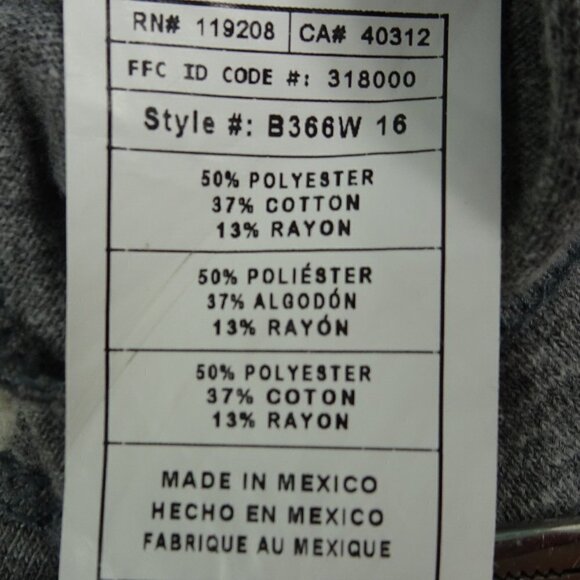 RN# 119208 CA# 40312
FFC ID CODE #: 318000
Style #: B366W 16
50% POLYESTER
37% COTTON
13% RAYON
50% POLIÉSTER
37% ALGODÓN
13% RAYÓN
50% POLYESTER
37% COTON
13% RAYON
MADE IN MEXICO
HECHO EN MEXICO
FABRIQUE AU MEXIQUE